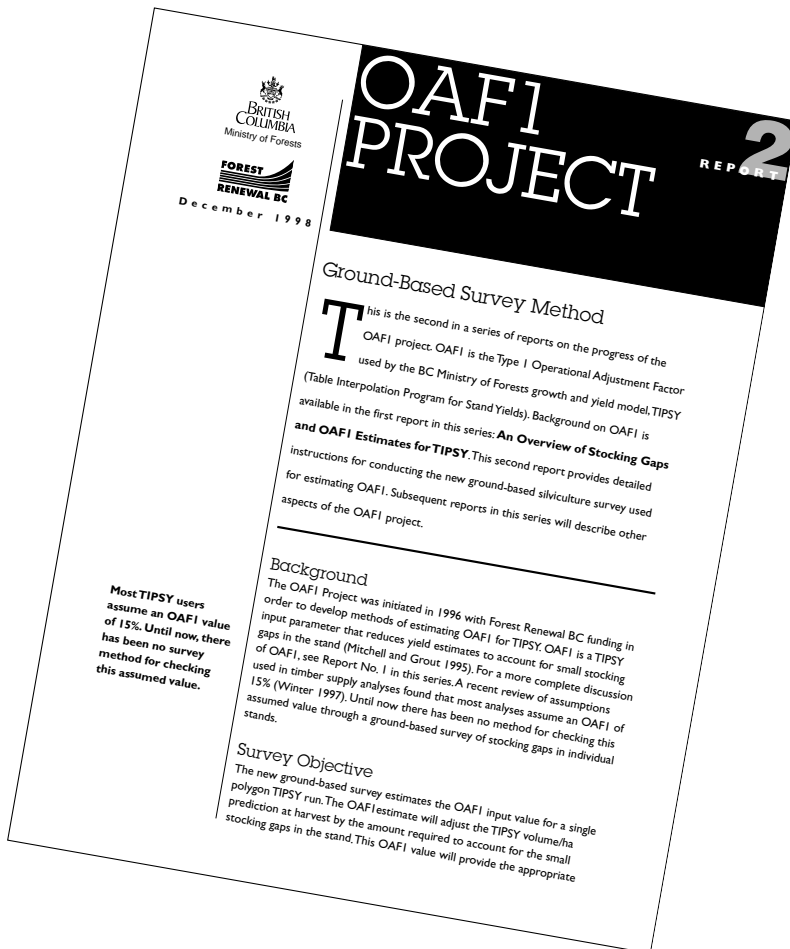 BRITISH
COLUMBIA
Ministry of Forests
FOREST
RENEWAL BC
December 1998
OAF1
PROJECT
REPORT 2
Ground-Based Survey Method
This is the second in a series of reports on the progress of the
OAF1 project. OAF1 is the Type 1 Operational Adjustment Factor
used by the BC Ministry of Forests growth and yield model, TIPSY
(Table Interpolation Program for Stand Yields). Background on OAF1 is
available in the first report in this series: An Overview of Stocking Gaps
and OAF1 Estimates for TIPSY. This second report provides detailed
instructions for conducting the new ground-based silviculture survey used
for estimating OAF1. Subsequent reports in this series will describe other
aspects of the OAF1 project.
Most TIPSY users
assume an OAF1 value
of 15%. Until now, there
has been no survey
method for checking
this assumed value.
Background
The OAF1 Project was initiated in 1996 with Forest Renewal BC funding in
order to develop methods of estimating OAF1 for TIPSY. OAF1 is a TIPSY
input parameter that reduces yield estimates to account for small stocking
gaps in the stand (Mitchell and Grout 1995). For a more complete discussion
of OAF1, see Report No. 1 in this series. A recent review of assumptions
used in timber supply analyses found that most analyses assume an OAF1 of
15% (Winter 1997). Until now there has been no method for checking this
assumed value through a ground-based survey of stocking gaps in individual
stands.
Survey Objective
The new ground-based survey estimates the OAF1 input value for a single
polygon TIPSY run. The OAF1estimate will adjust the TIPSY volume/ha
prediction at harvest by the amount required to account for the small
stocking gaps in the stand. This OAF1 value will provide the appropriate